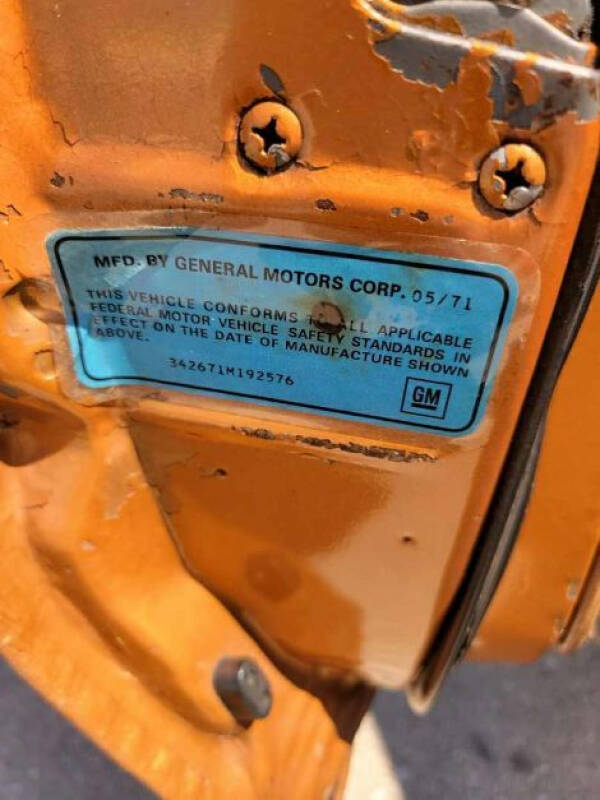 MFD. BY GENERAL MOTORS CORP. 05/71
THIS VEHICLE CONFORMS ALL APPLICABLE
FEDERAL MOTOR VEHICLE SAFETY STANDARDS IN
EFFECT ON THE DATE OF MANUFACTURE SHOWN
ABOVE.
342671M192576
GM